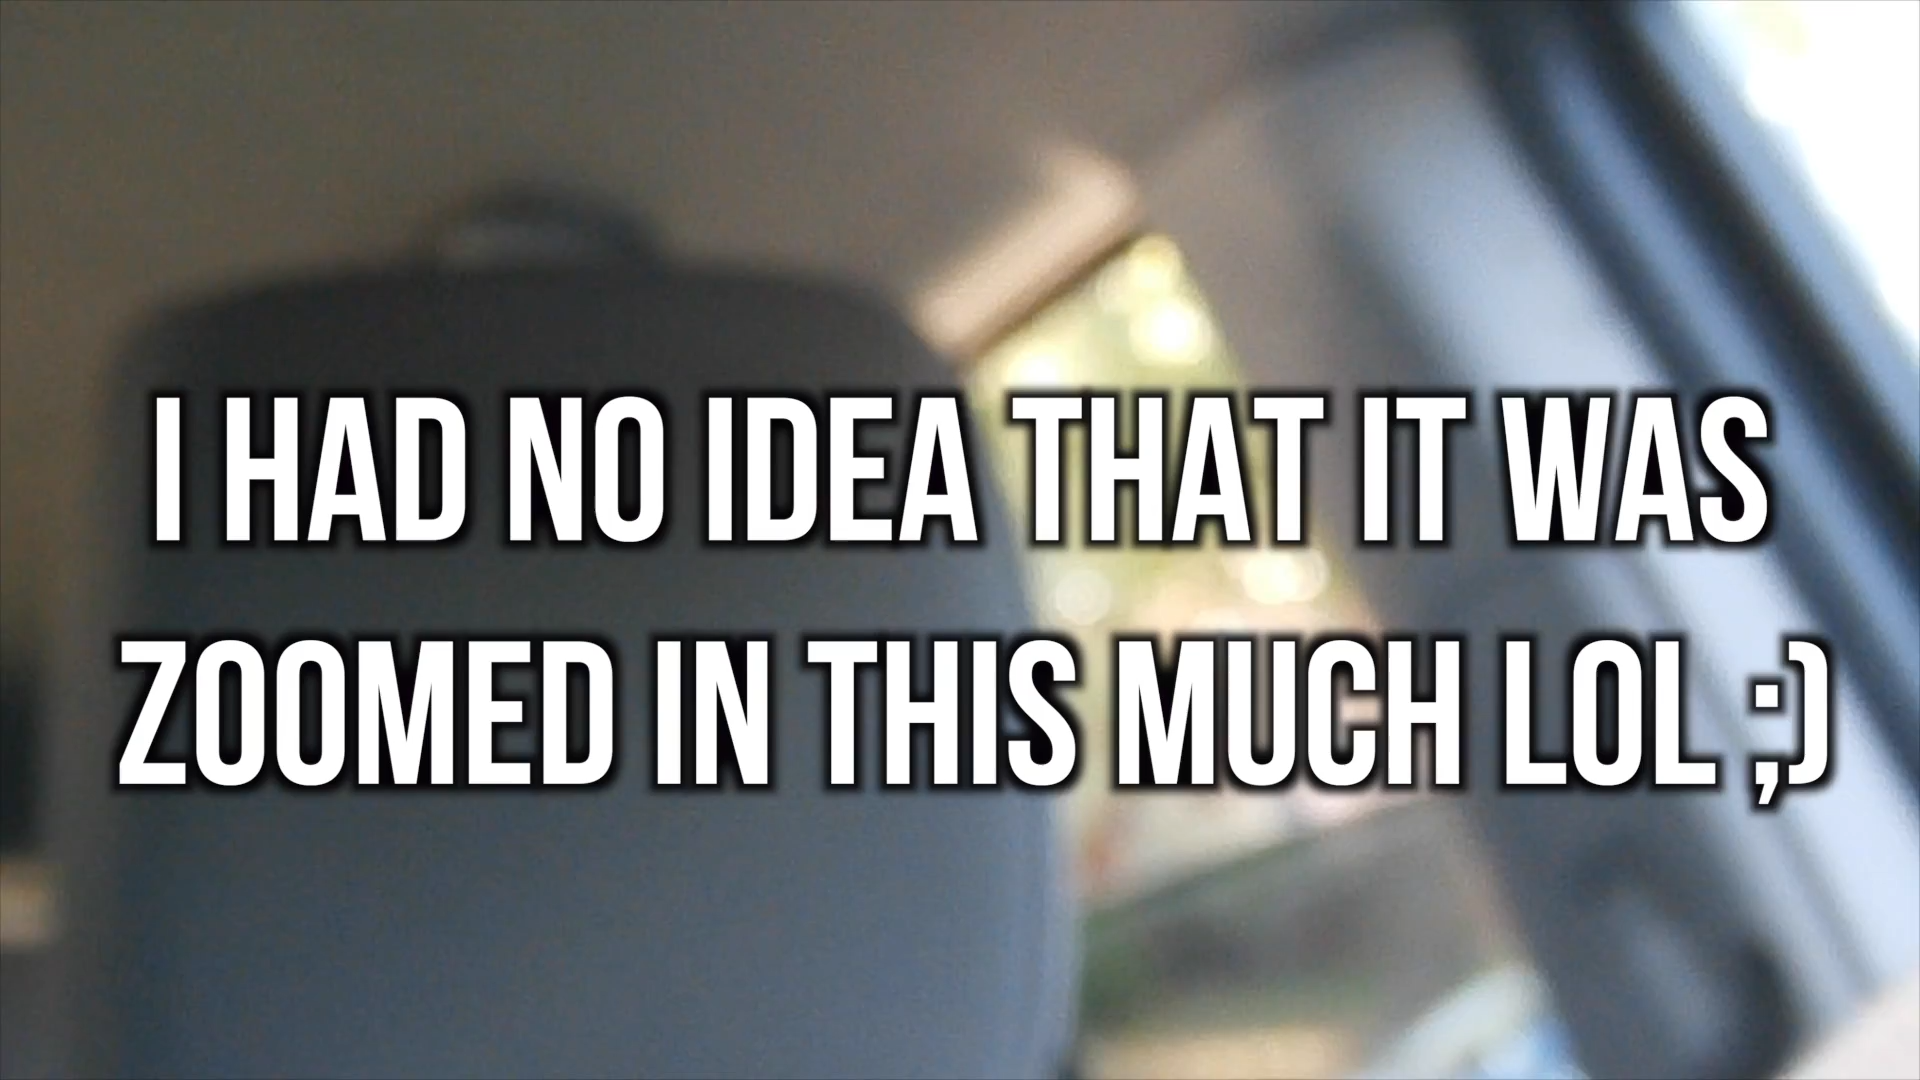 I HAD NO IDEA THAT IT WAS
ZOOMED IN THIS MUCH LOL ;)